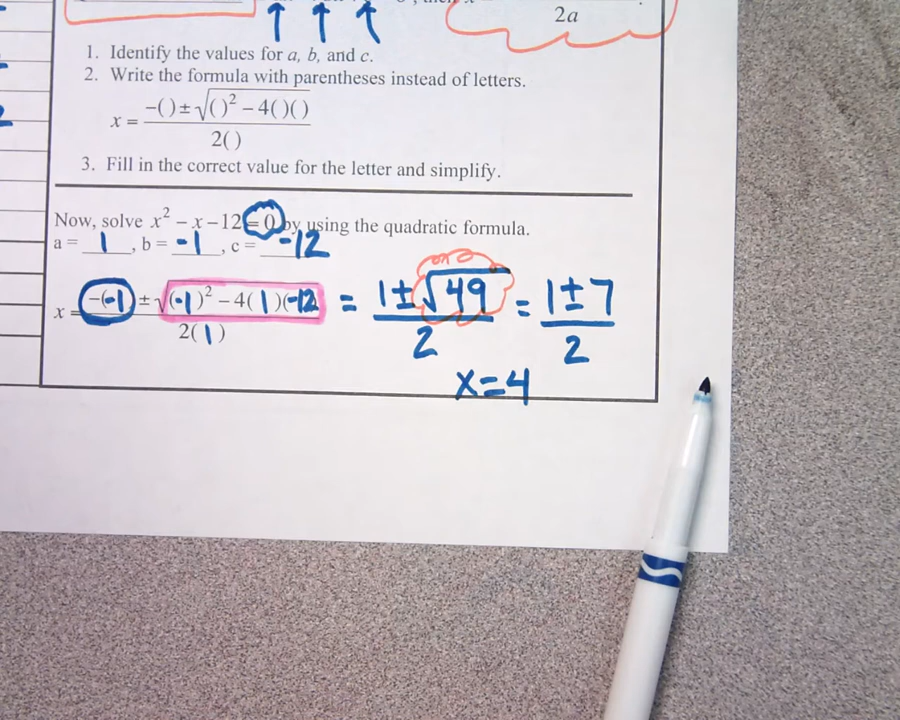 2a
1. Identify the values for a, b, and c.
2. Write the formula with parentheses instead of letters.
x = −()±√()² − 4()() / 2()
3. Fill in the correct value for the letter and simplify.
Now, solve x² − x −12 = 0 by using the quadratic formula.
a = 1 , b = -1 , c = -12
x = −(-1) ± √(-1)² − 4(1)(-12 / 2(1) = 1±√49 / 2 = 1±7 / 2
x=4